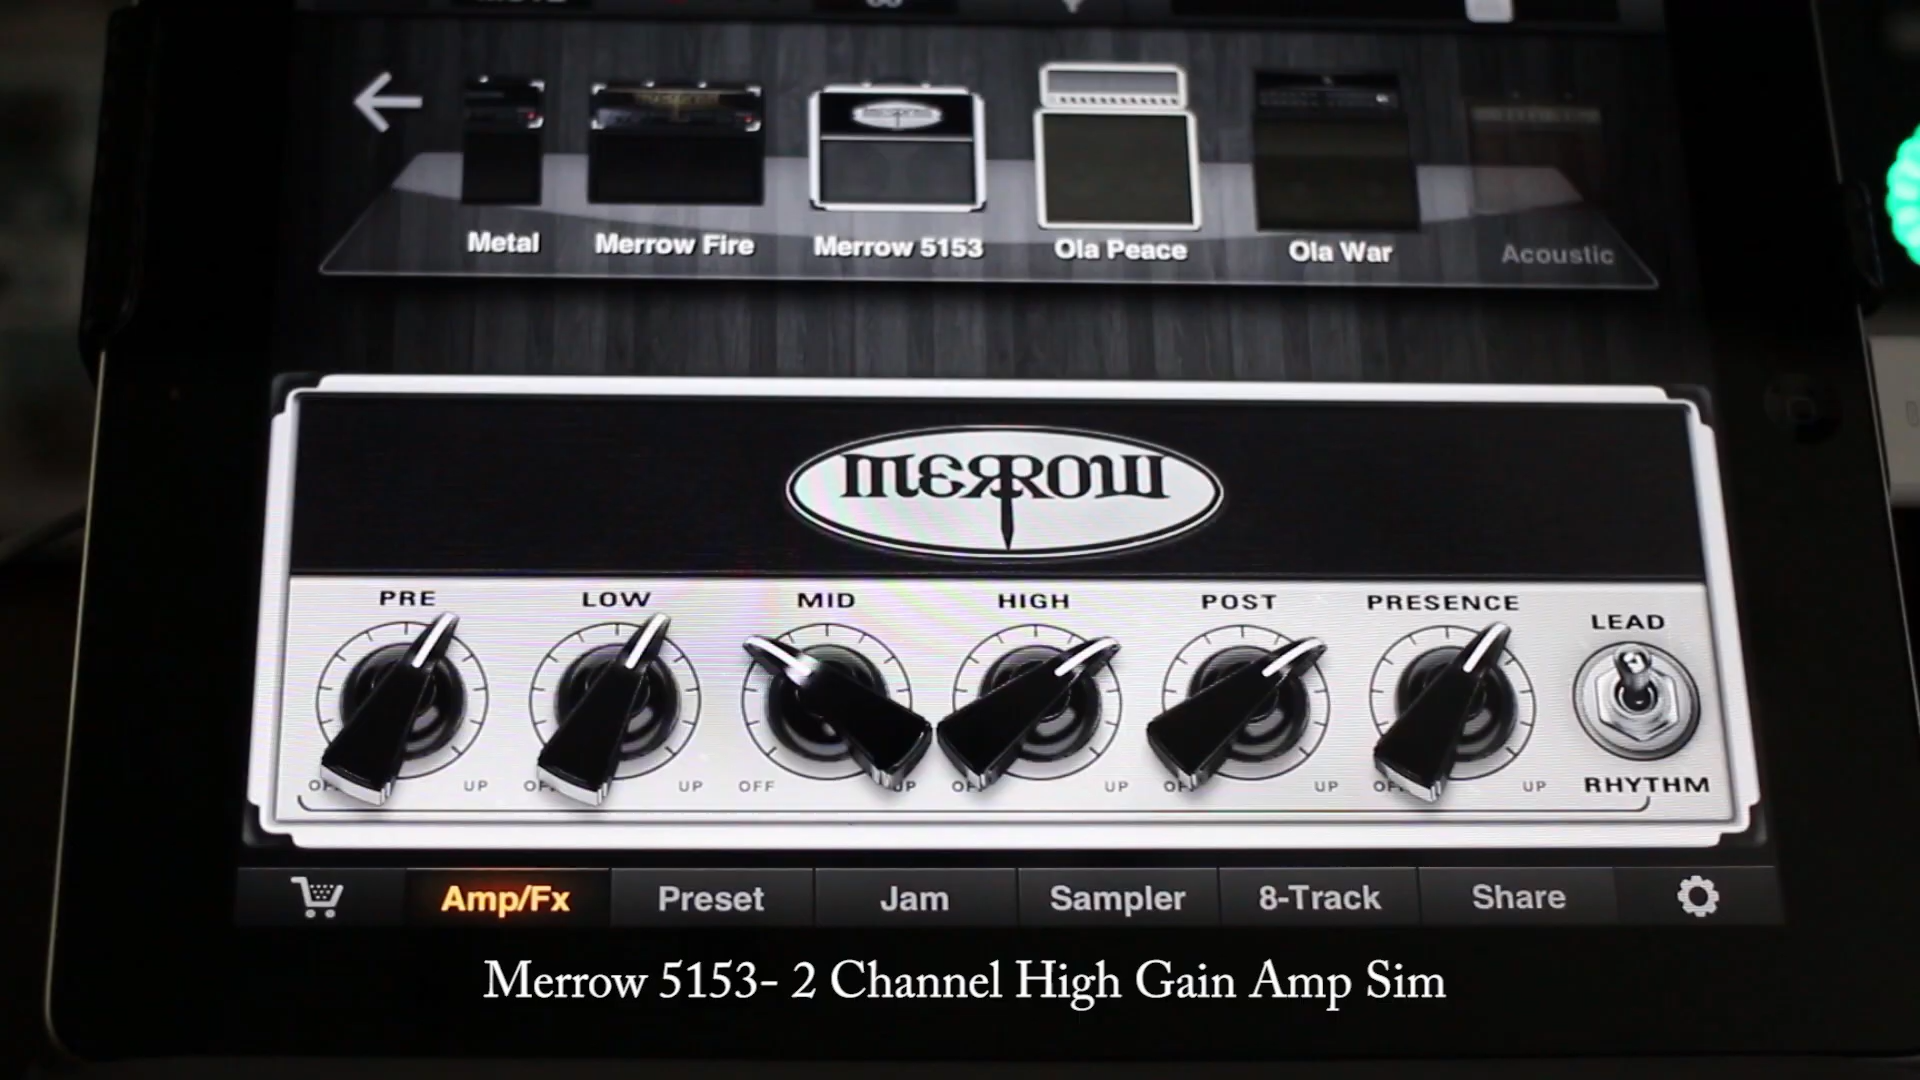 Metal
Merrow Fire
Merrow 5153
Ola Peace
Ola War
Acoustic
MERROW
PRE
LOW
MID
HIGH
POST
PRESENCE
LEAD
UP
UP
OFF
UP
UP
UP
UP
RHYTHM
Amp/Fx
Preset
Jam
Sampler
8-Track
Share
Merrow 5153- 2 Channel High Gain Amp Sim